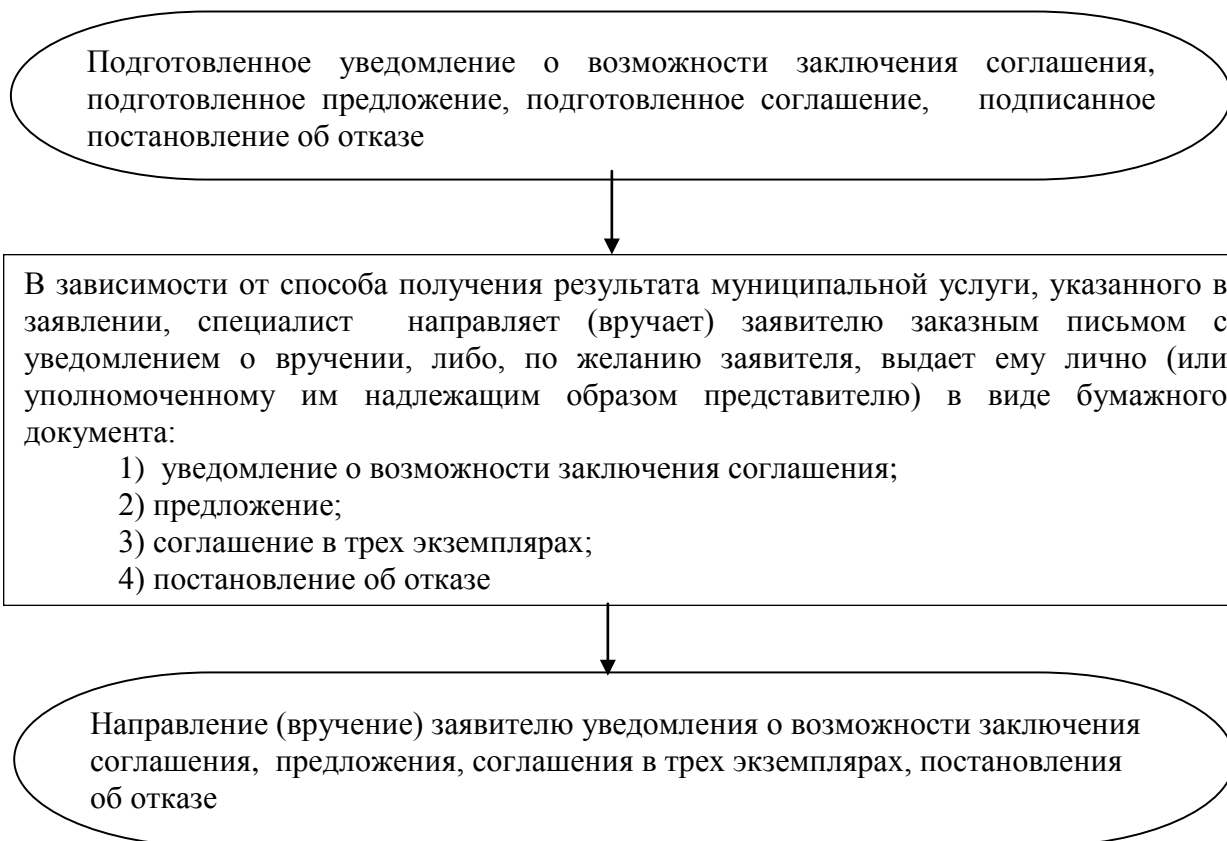 Подготовленное уведомление о возможности заключения соглашения,
подготовленное предложение, подготовленное соглашение, подписанное
постановление об отказе
В зависимости от способа получения результата муниципальной услуги, указанного в
заявлении, специалист направляет (вручает) заявителю заказным письмом с
уведомлением о вручении, либо, по желанию заявителя, выдает ему лично (или
уполномоченному им надлежащим образом представителю) в виде бумажного
документа:
1) уведомление о возможности заключения соглашения;
2) предложение;
3) соглашение в трех экземплярах;
4) постановление об отказе
Направление (вручение) заявителю уведомления о возможности заключения
соглашения, предложения, соглашения в трех экземплярах, постановления
об отказе